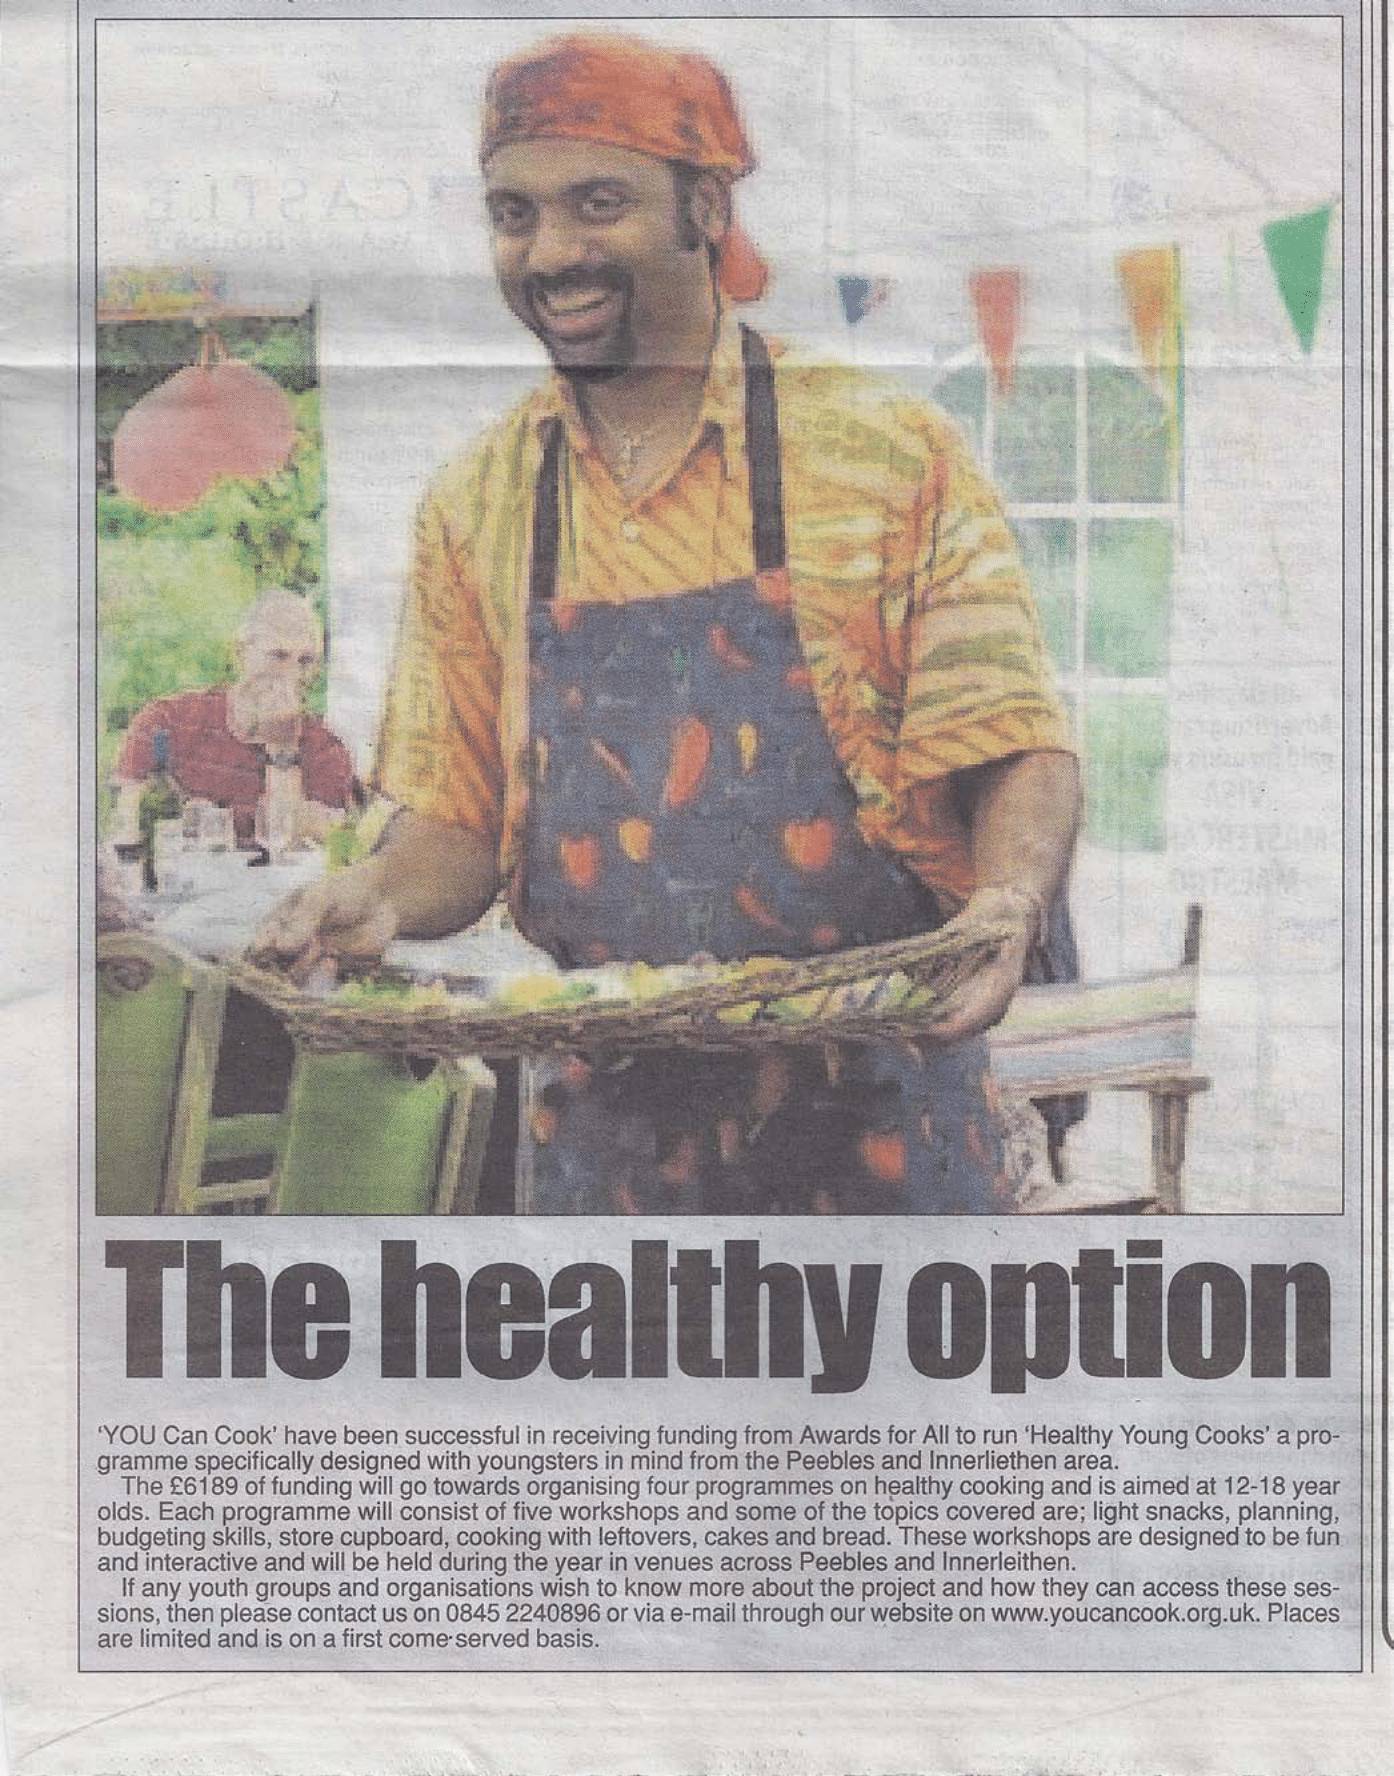 The healthy option
'YOU Can Cook' have been successful in receiving funding from Awards for All to run 'Healthy Young Cooks' a pro-
gramme specifically designed with youngsters in mind from the Peebles and Innerliethen area.
The £6189 of funding will go towards organising four programmes on healthy cooking and is aimed at 12-18 year
olds. Each programme will consist of five workshops and some of the topics covered are; light snacks, planning,
budgeting skills, store cupboard, cooking with leftovers, cakes and bread. These workshops are designed to be fun
and interactive and will be held during the year in venues across Peebles and Innerleithen.
If any youth groups and organisations wish to know more about the project and how they can access these ses-
sions, then please contact us on 0845 2240896 or via e-mail through our website on www.youcancook.org.uk. Places
are limited and is on a first come served basis.